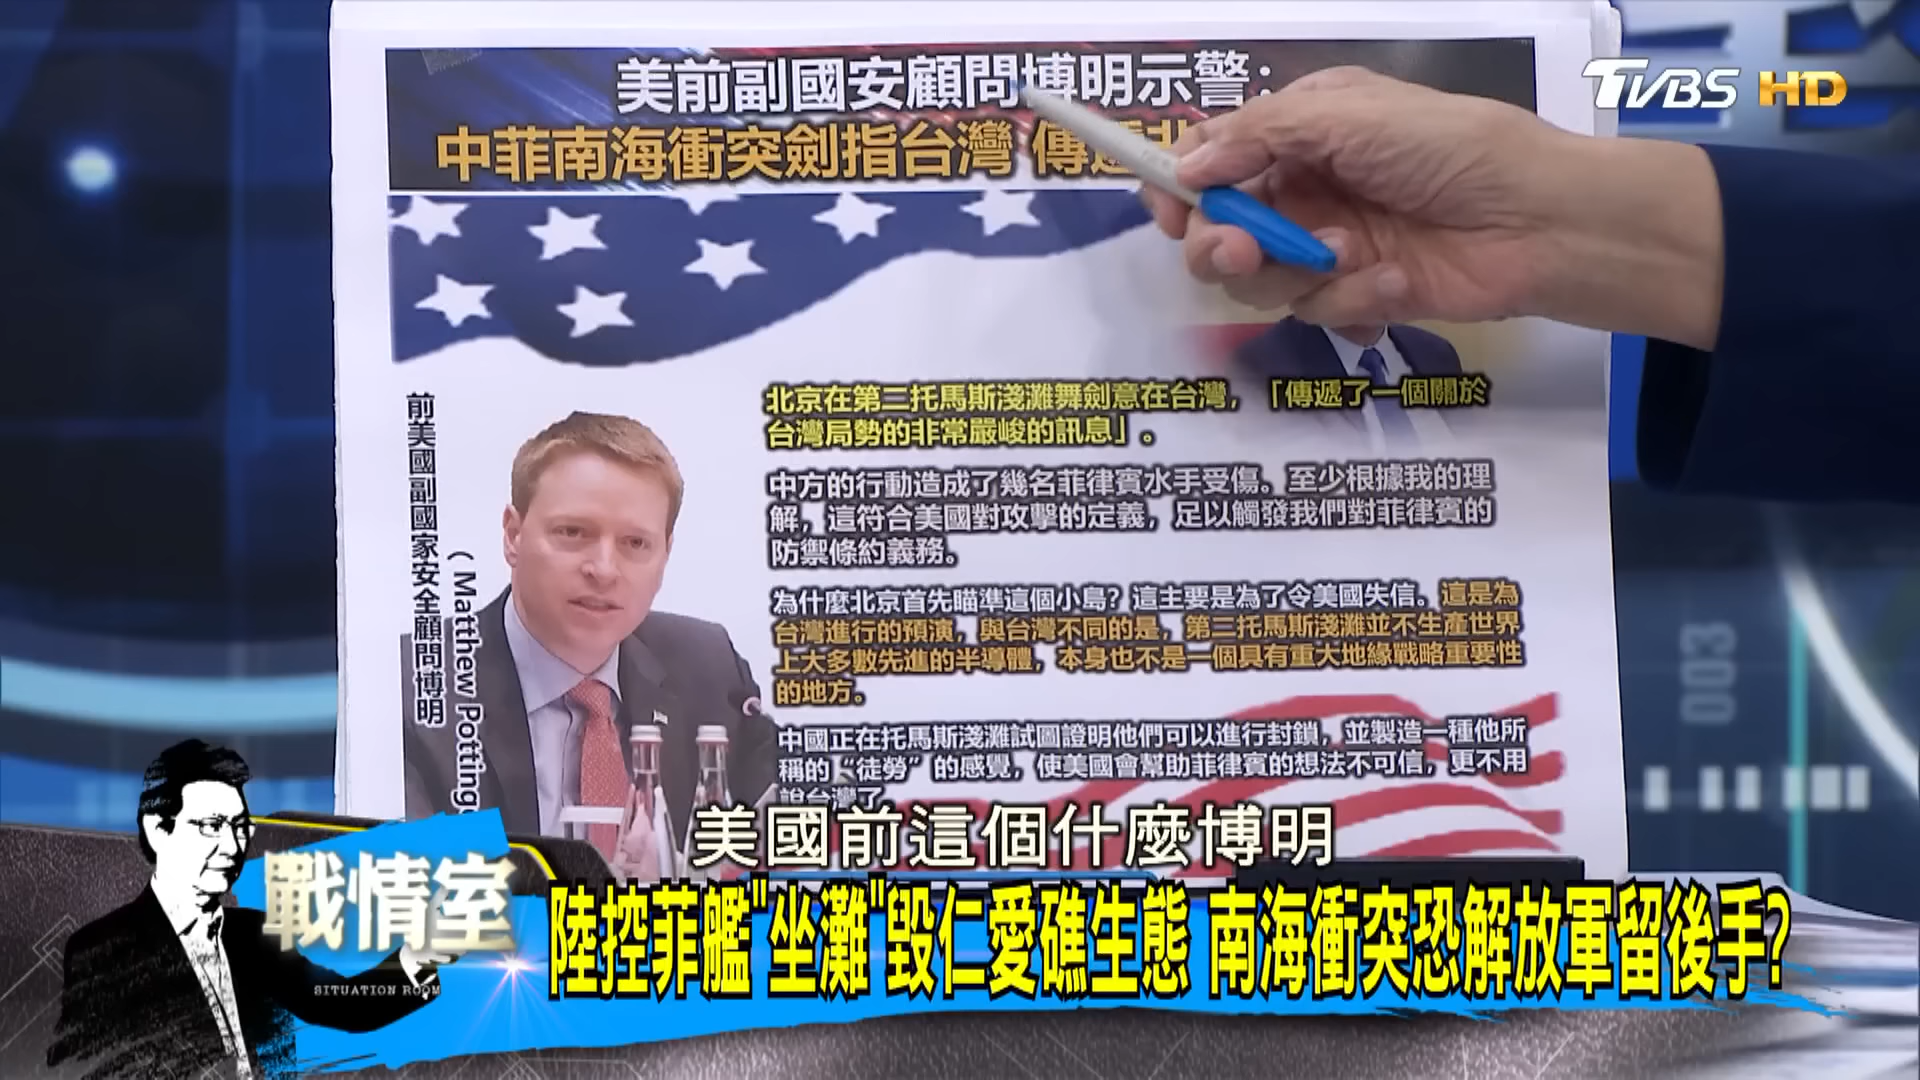 TVBS HD
美前副國安顧問博明示警：
中菲南海衝突劍指台灣 傳遞
北京在第二托馬斯淺灘舞劍意在台灣，「傳遞了一個關於
台灣局勢的非常嚴峻的訊息」。
中方的行動造成了幾名菲律賓水手受傷。至少根據我的理
解，這符合美國對攻擊的定義，足以觸發我們對菲律賓的
防禦條約義務。
為什麼北京首先瞄準這個小島？這主要是為了令美國失信。這是為
台灣進行的預演，與台灣不同的是，第二托馬斯淺灘並不生產世界
上大多數先進的半導體，本身也不是一個具有重大地緣戰略重要性
的地方。
中國正在托馬斯淺灘試圖證明他們可以進行封鎖，並製造一種他所
稱的“徒勞”的感覺，使美國會幫助菲律賓的想法不可信，更不用
說台灣了
前美國副國家安全顧問博明
（Matthew Potting
003
美國前這個什麼博明
戰情室
SITUATION ROOM
陸控菲艦"坐灘"毀仁愛礁生態 南海衝突恐解放軍留後手?